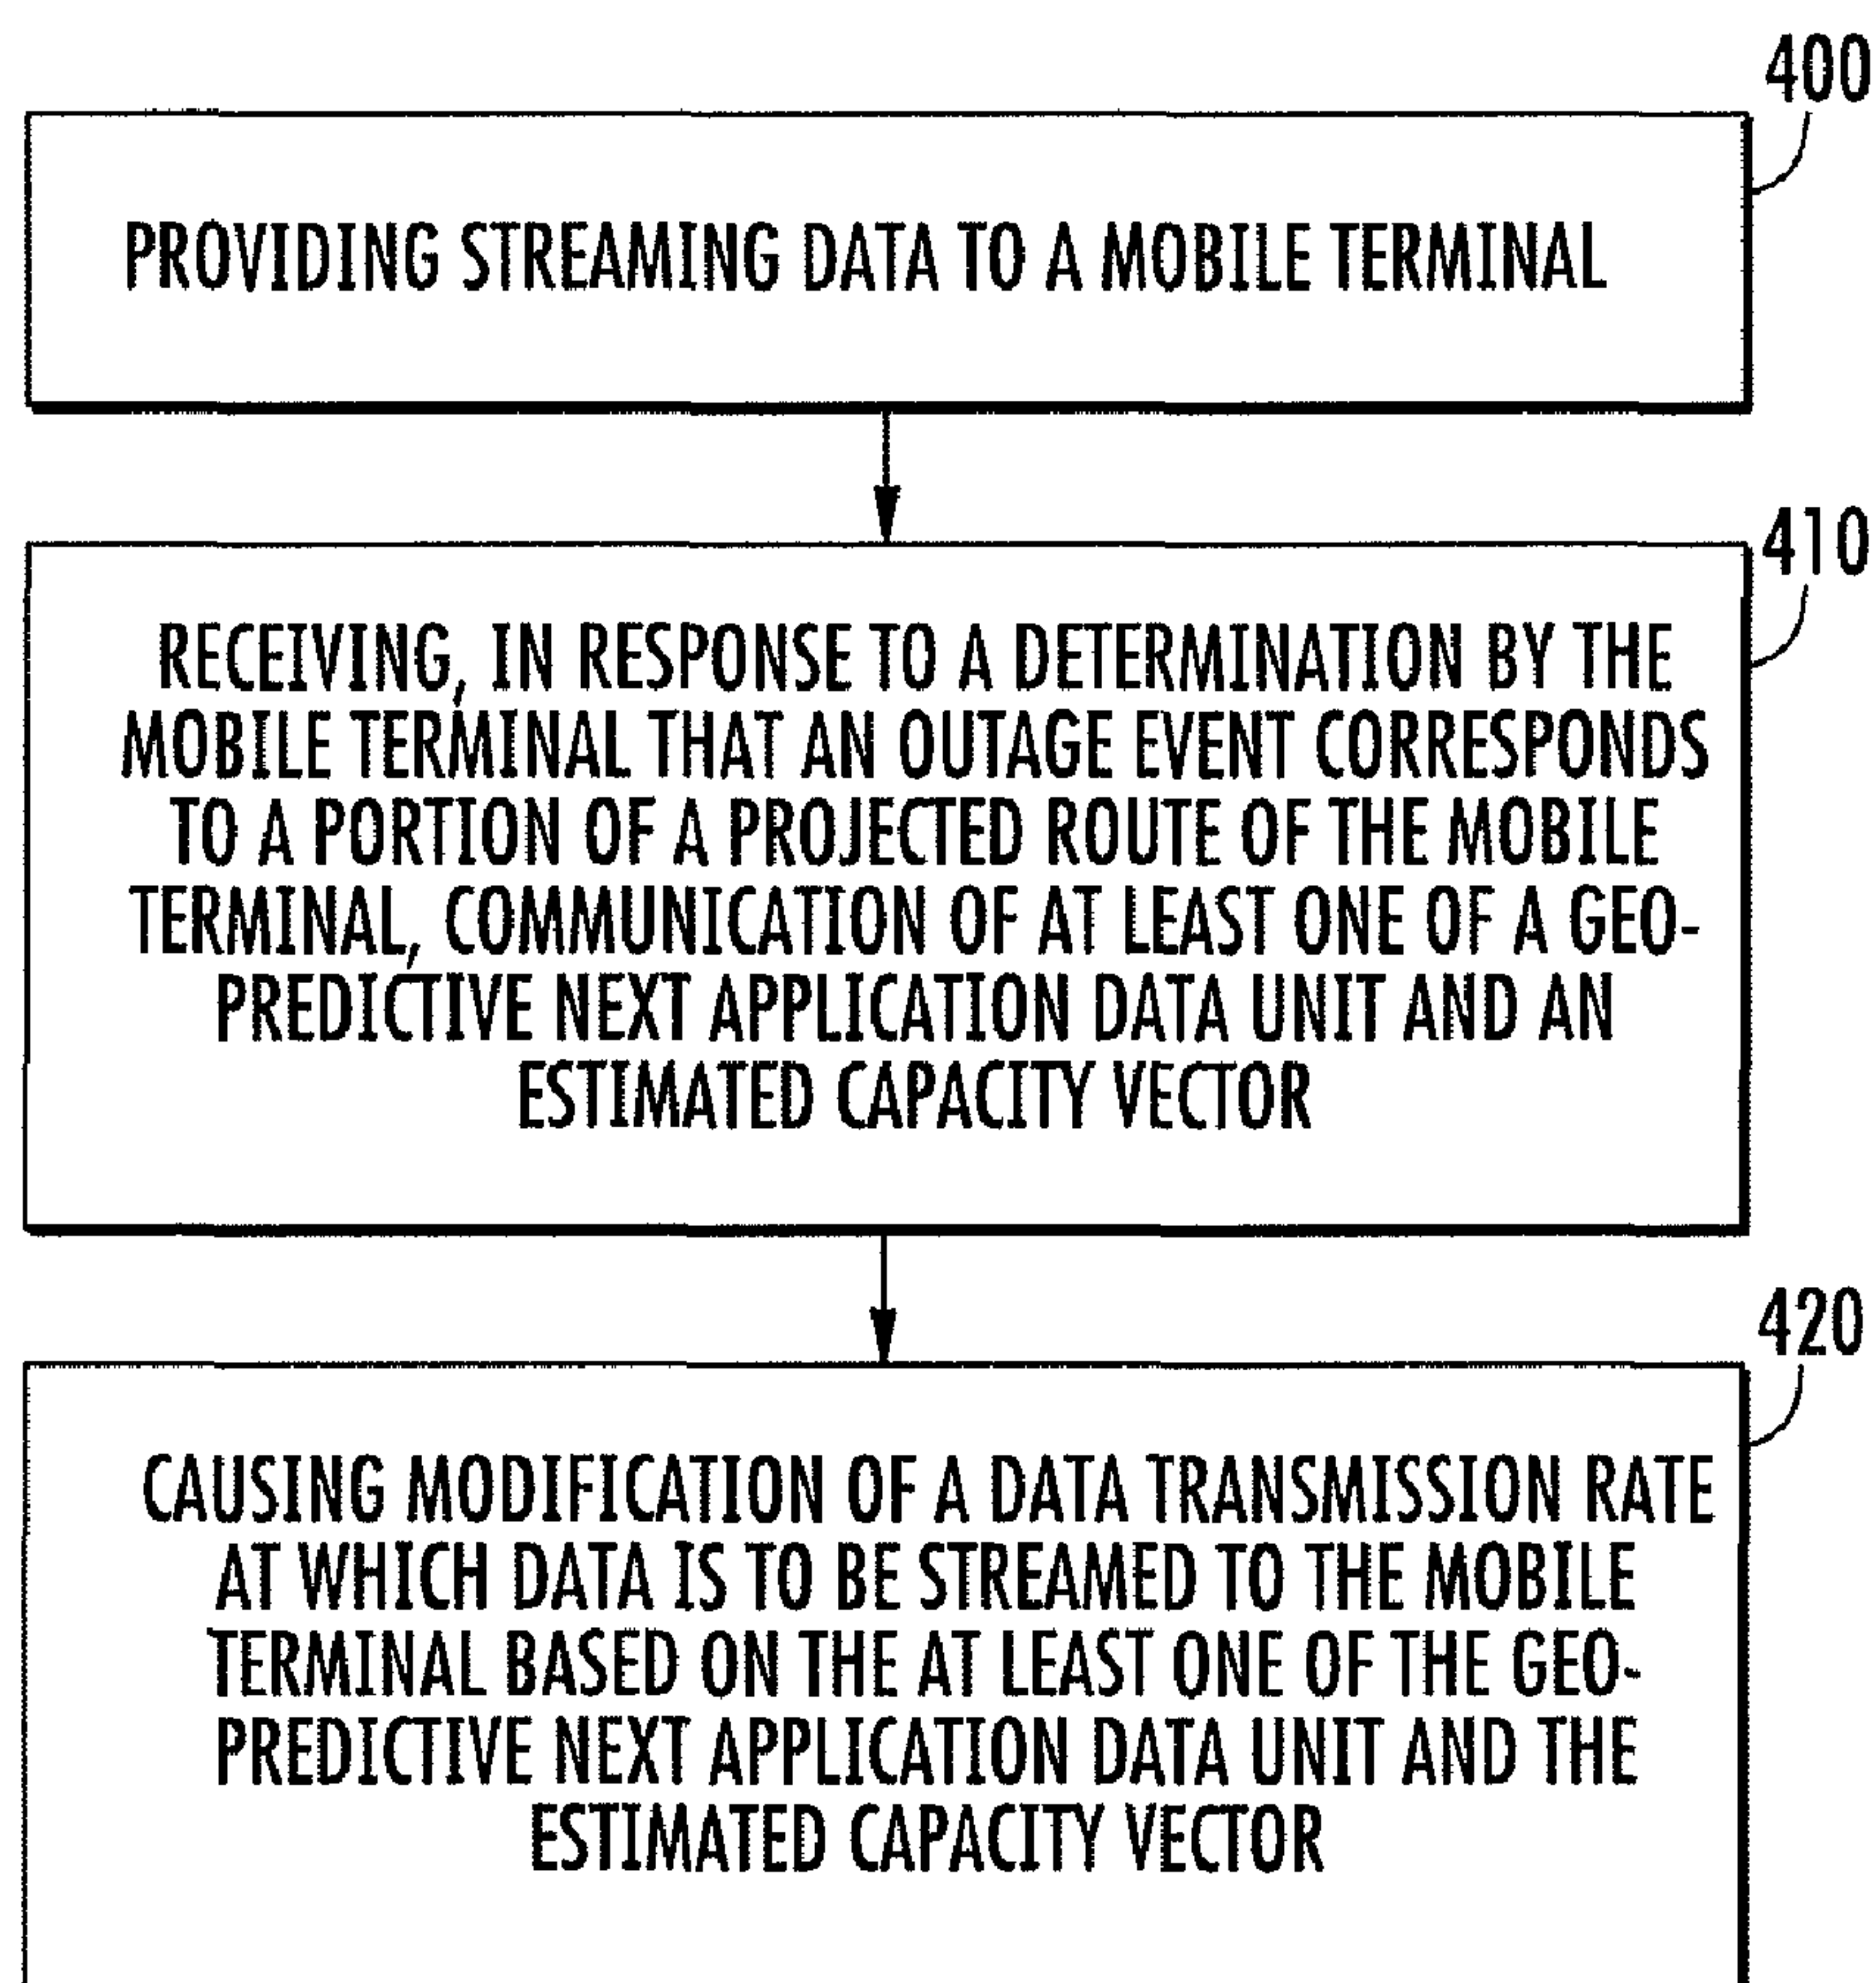 400
PROVIDING STREAMING DATA TO A MOBILE TERMINAL
410
RECEIVING, IN RESPONSE TO A DETERMINATION BY THE
MOBILE TERMINAL THAT AN OUTAGE EVENT CORRESPONDS
TO A PORTION OF A PROJECTED ROUTE OF THE MOBILE
TERMINAL, COMMUNICATION OF AT LEAST ONE OF A GEO-
PREDICTIVE NEXT APPLICATION DATA UNIT AND AN
ESTIMATED CAPACITY VECTOR
420
CAUSING MODIFICATION OF A DATA TRANSMISSION RATE
AT WHICH DATA IS TO BE STREAMED TO THE MOBILE
TERMINAL BASED ON THE AT LEAST ONE OF THE GEO-
PREDICTIVE NEXT APPLICATION DATA UNIT AND THE
ESTIMATED CAPACITY VECTOR